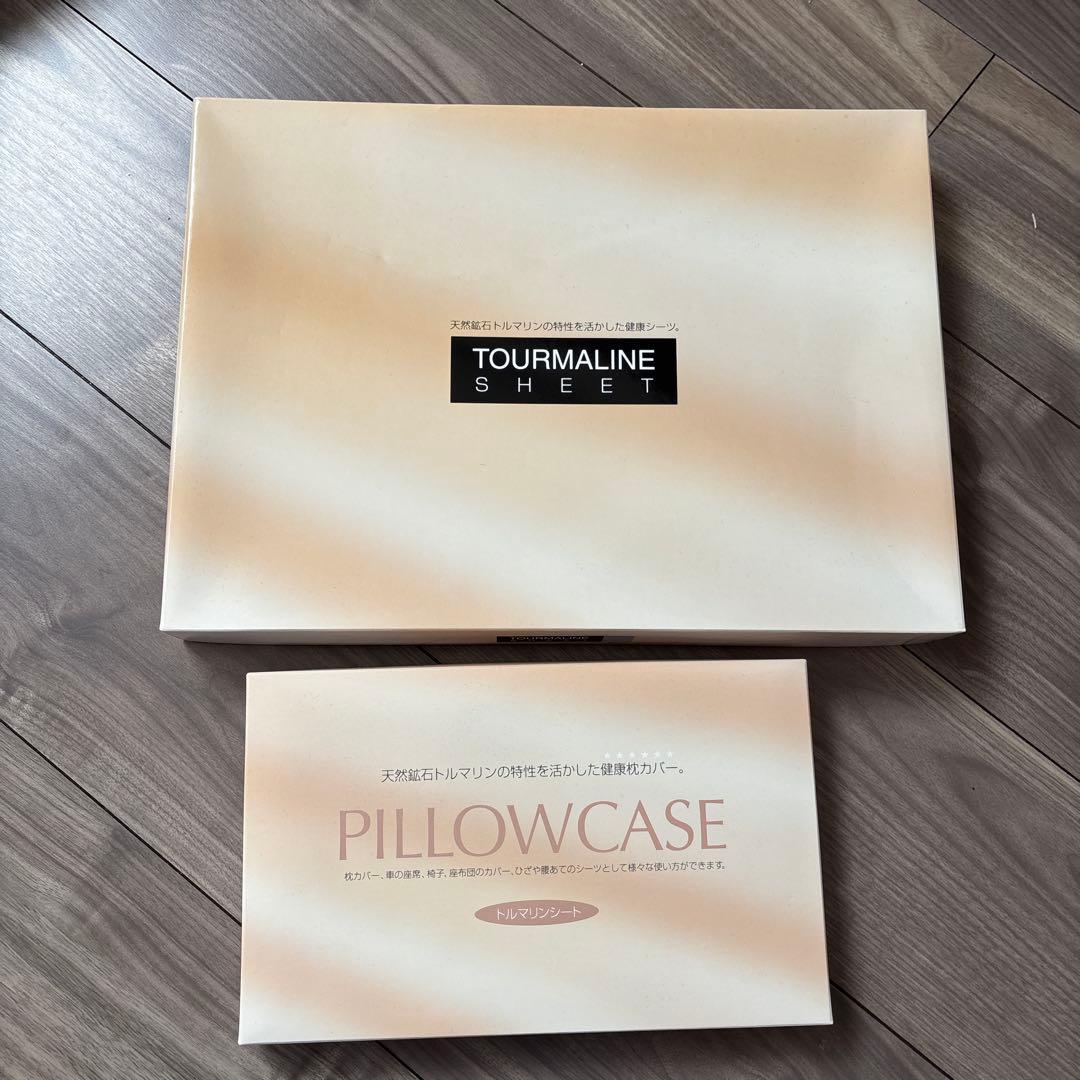 天然鉱石トルマリンの特性を活かした健康シーツ。
TOURMALINE
SHEET
TOURMALINE
天然鉱石トルマリンの特性を活かした健康枕カバー。
PILLOWCASE
枕カバー、車の座席、椅子、座布団のカバー、ひざや腰あてのシーツとして様々な使い方ができます。
トルマリンシート